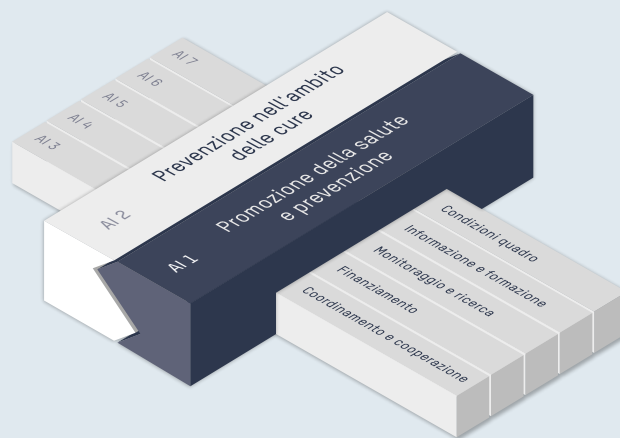 AI 7
AI 6
AI 5
AI 4
AI 3
Prevenzione nell'ambito
delle cure
AI 2
Promozione della salute
e prevenzione
AI 1
Condizioni quadro
Informazione e formazione
Monitoraggio e ricerca
Finanziamento
Coordinamento e cooperazione